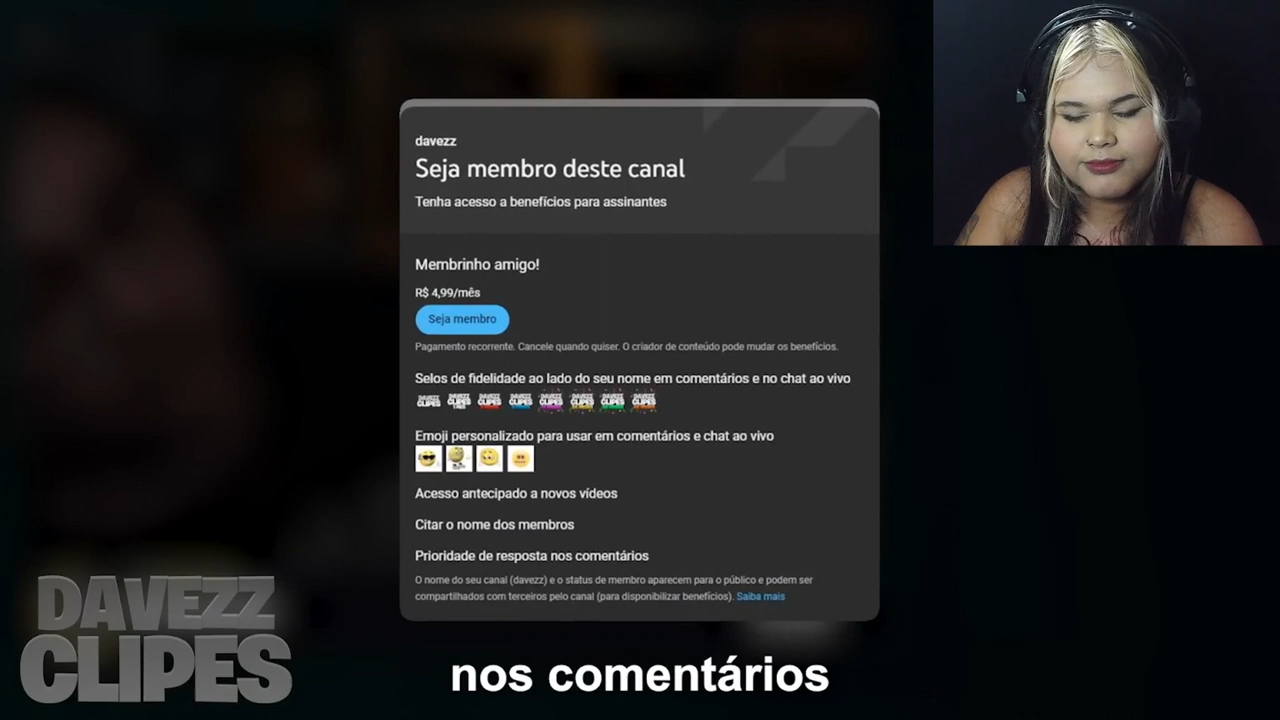 davezz
Seja membro deste canal
Tenha acesso a benefícios para assinantes
Membrinho amigo!
R$ 4,99/mês
Seja membro
Pagamento recorrente. Cancele quando quiser. O criador de conteúdo pode mudar os benefícios.
Selos de fidelidade ao lado do seu nome em comentários e no chat ao vivo
DAVEZZ CLIPES
Emoji personalizado para usar em comentários e chat ao vivo
Acesso antecipado a novos vídeos
Citar o nome dos membros
Prioridade de resposta nos comentários
O nome do seu canal (davezz) e o status de membro aparecem para o público e podem ser
compartilhados com terceiros pelo canal (para disponibilizar benefícios). Saiba mais
DAVEZZ
CLIPES
nos comentários